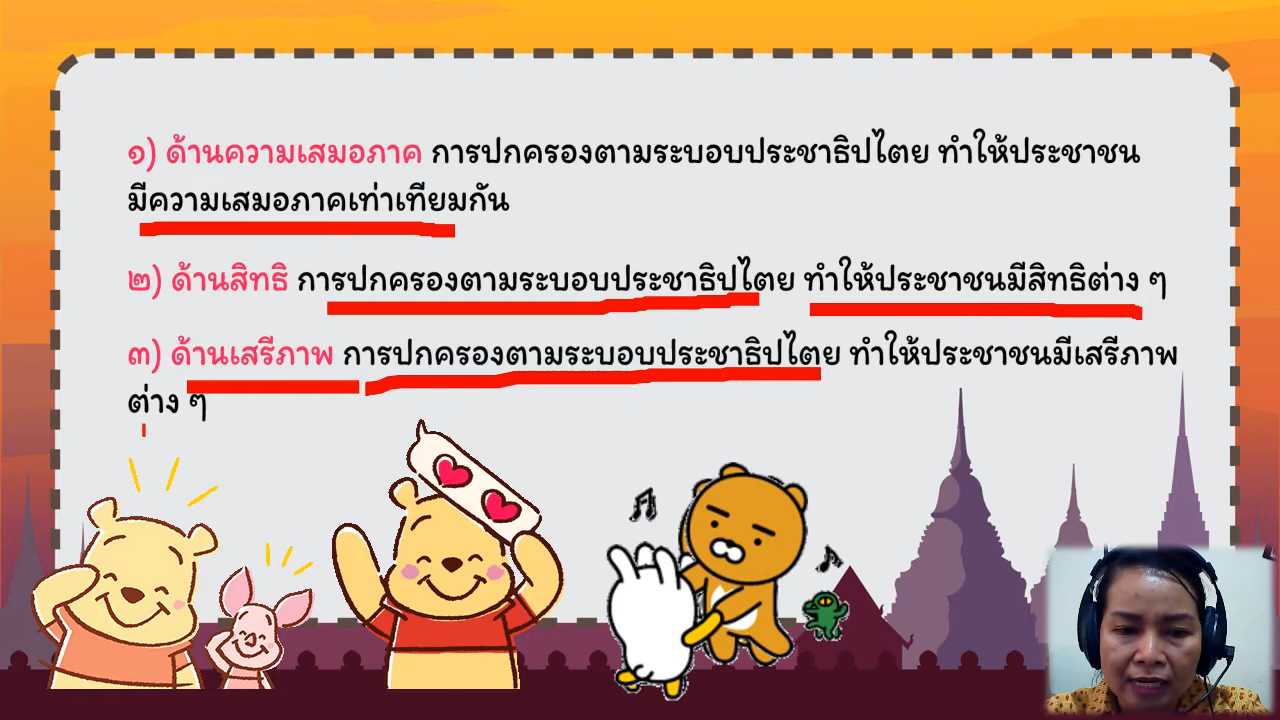 ๑) ด้านความเสมอภาค การปกครองตามระบอบประชาธิปไตย ทำให้ประชาชน
มีความเสมอภาคเท่าเทียมกัน
๒) ด้านสิทธิ การปกครองตามระบอบประชาธิปไตย ทำให้ประชาชนมีสิทธิต่าง ๆ
๓) ด้านเสรีภาพ การปกครองตามระบอบประชาธิปไตย ทำให้ประชาชนมีเสรีภาพ
ต่าง ๆ